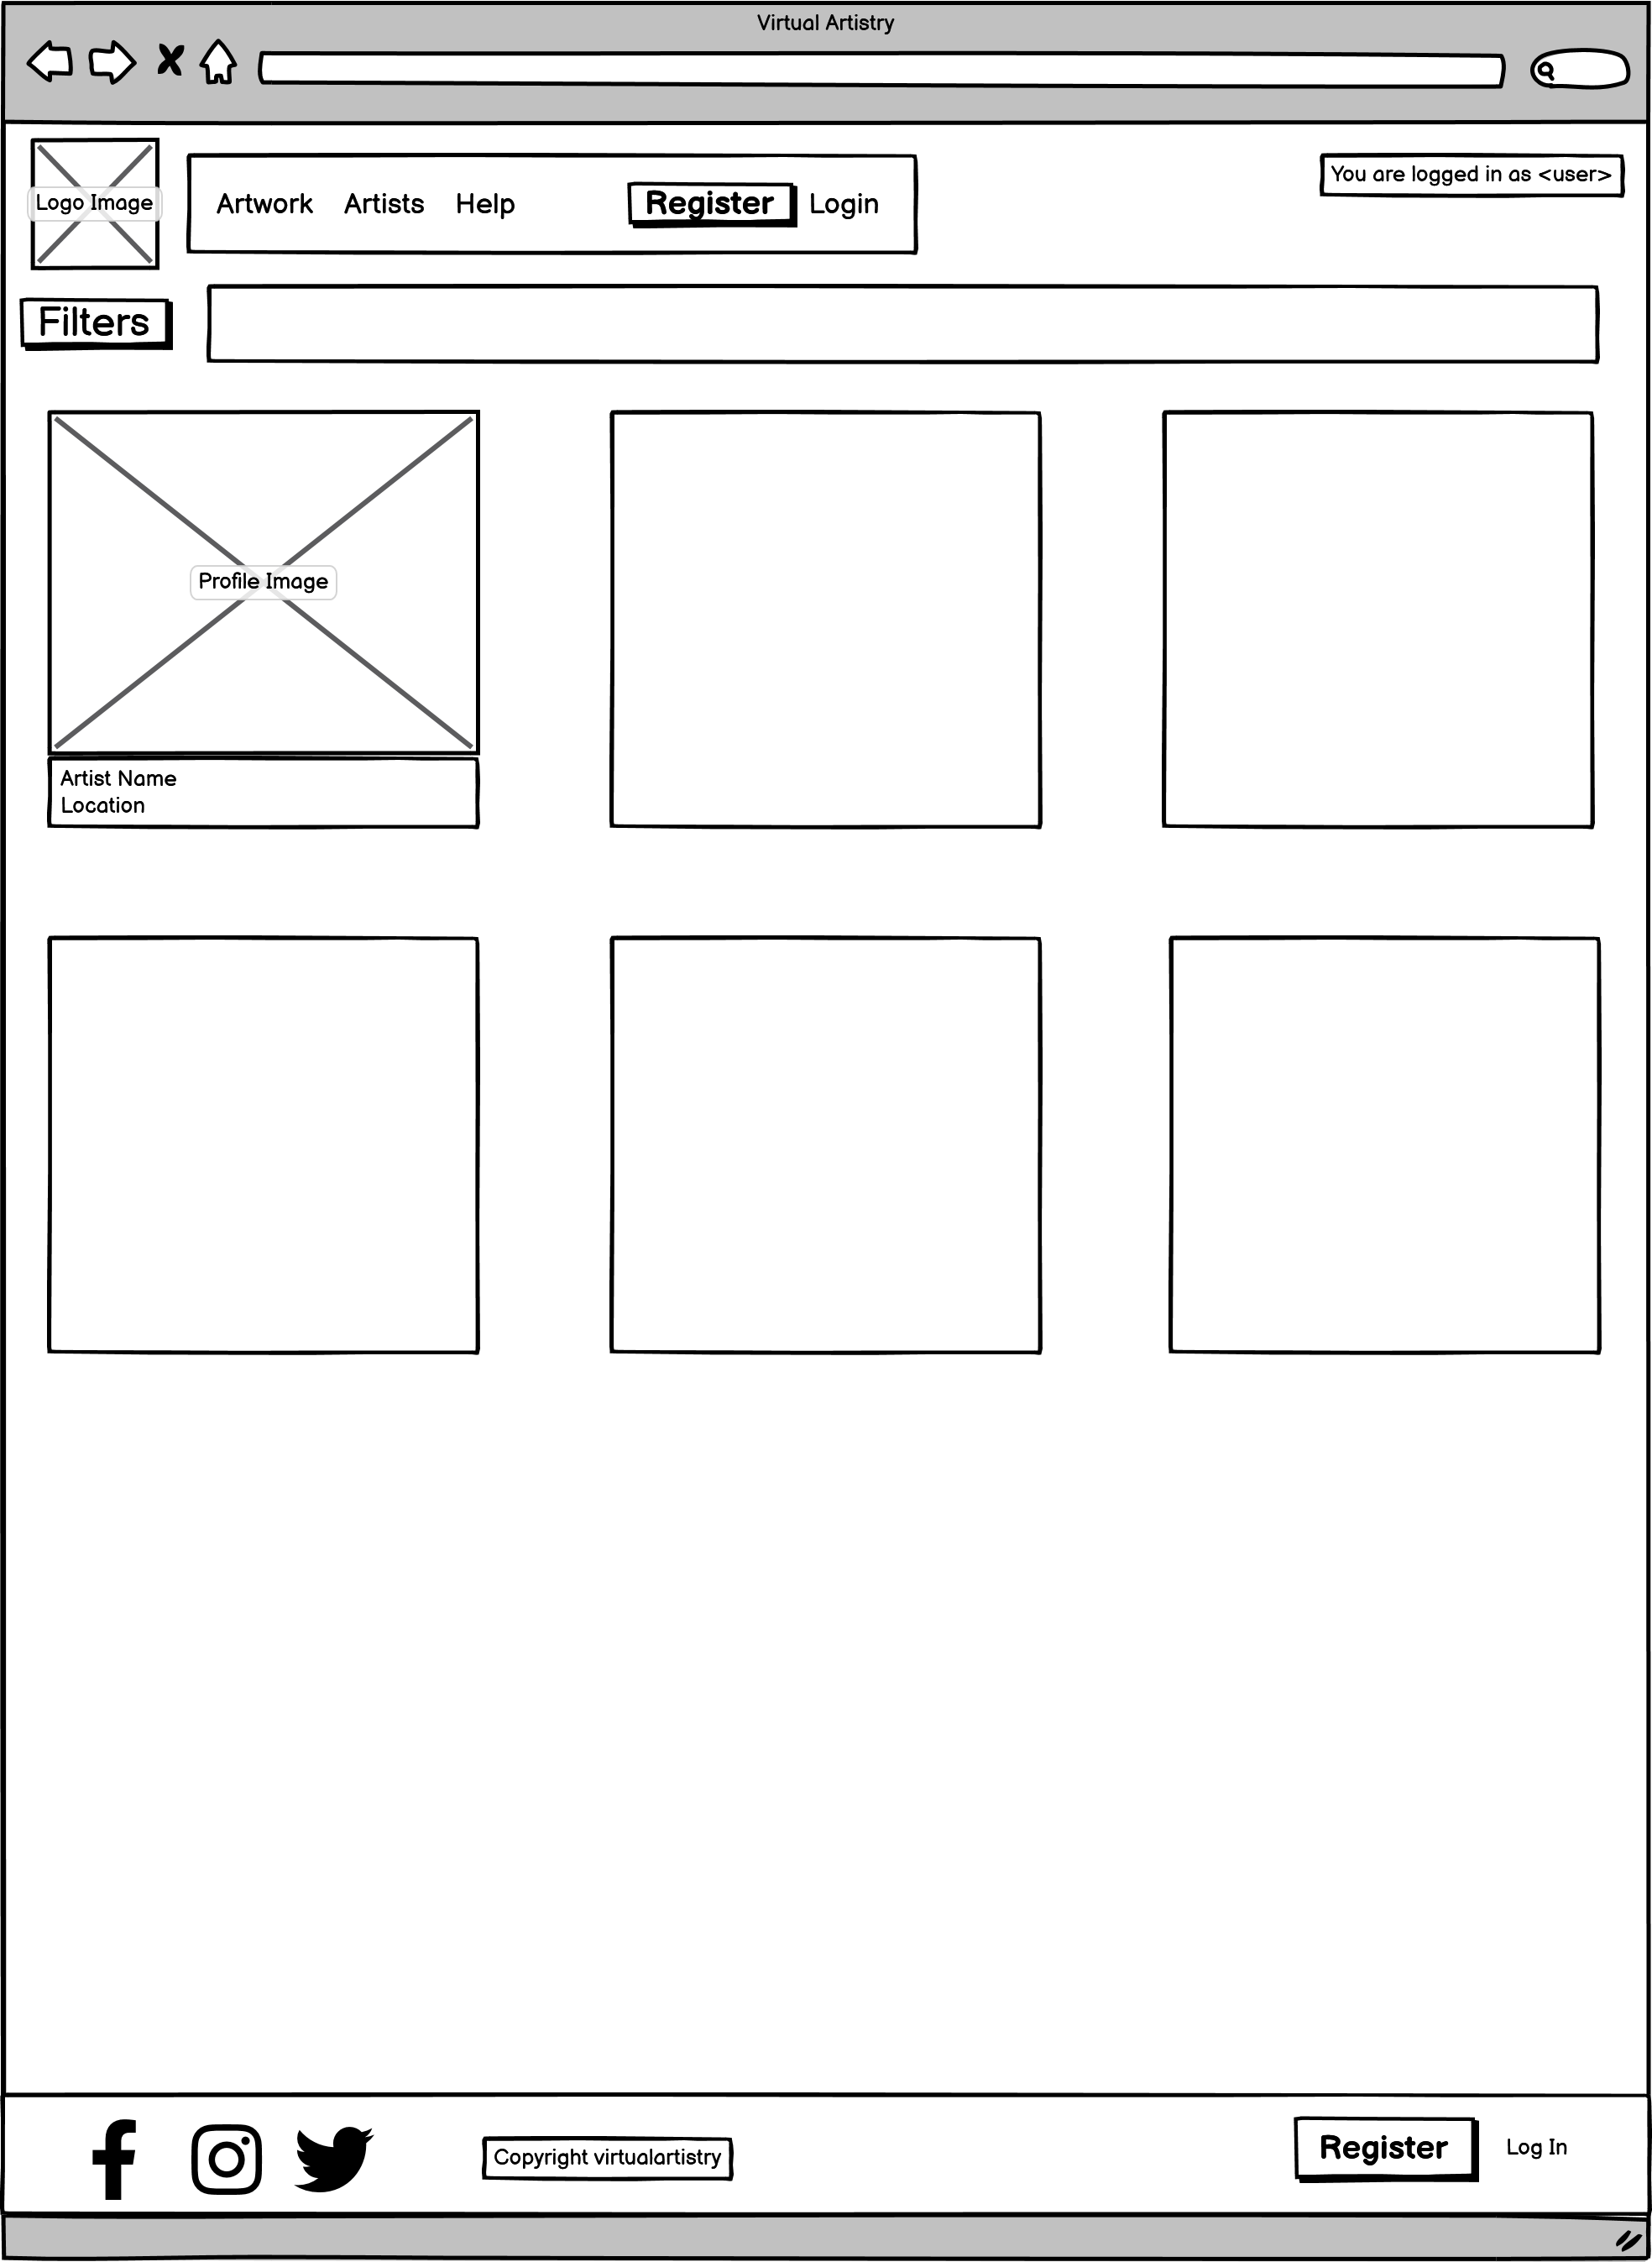 Virtual Artistry
Logo Image
Artwork Artists Help Register Login
You are logged in as <user>
Filters
Profile Image
Artist Name
Location
Copyright virtualartistry
Register Log In